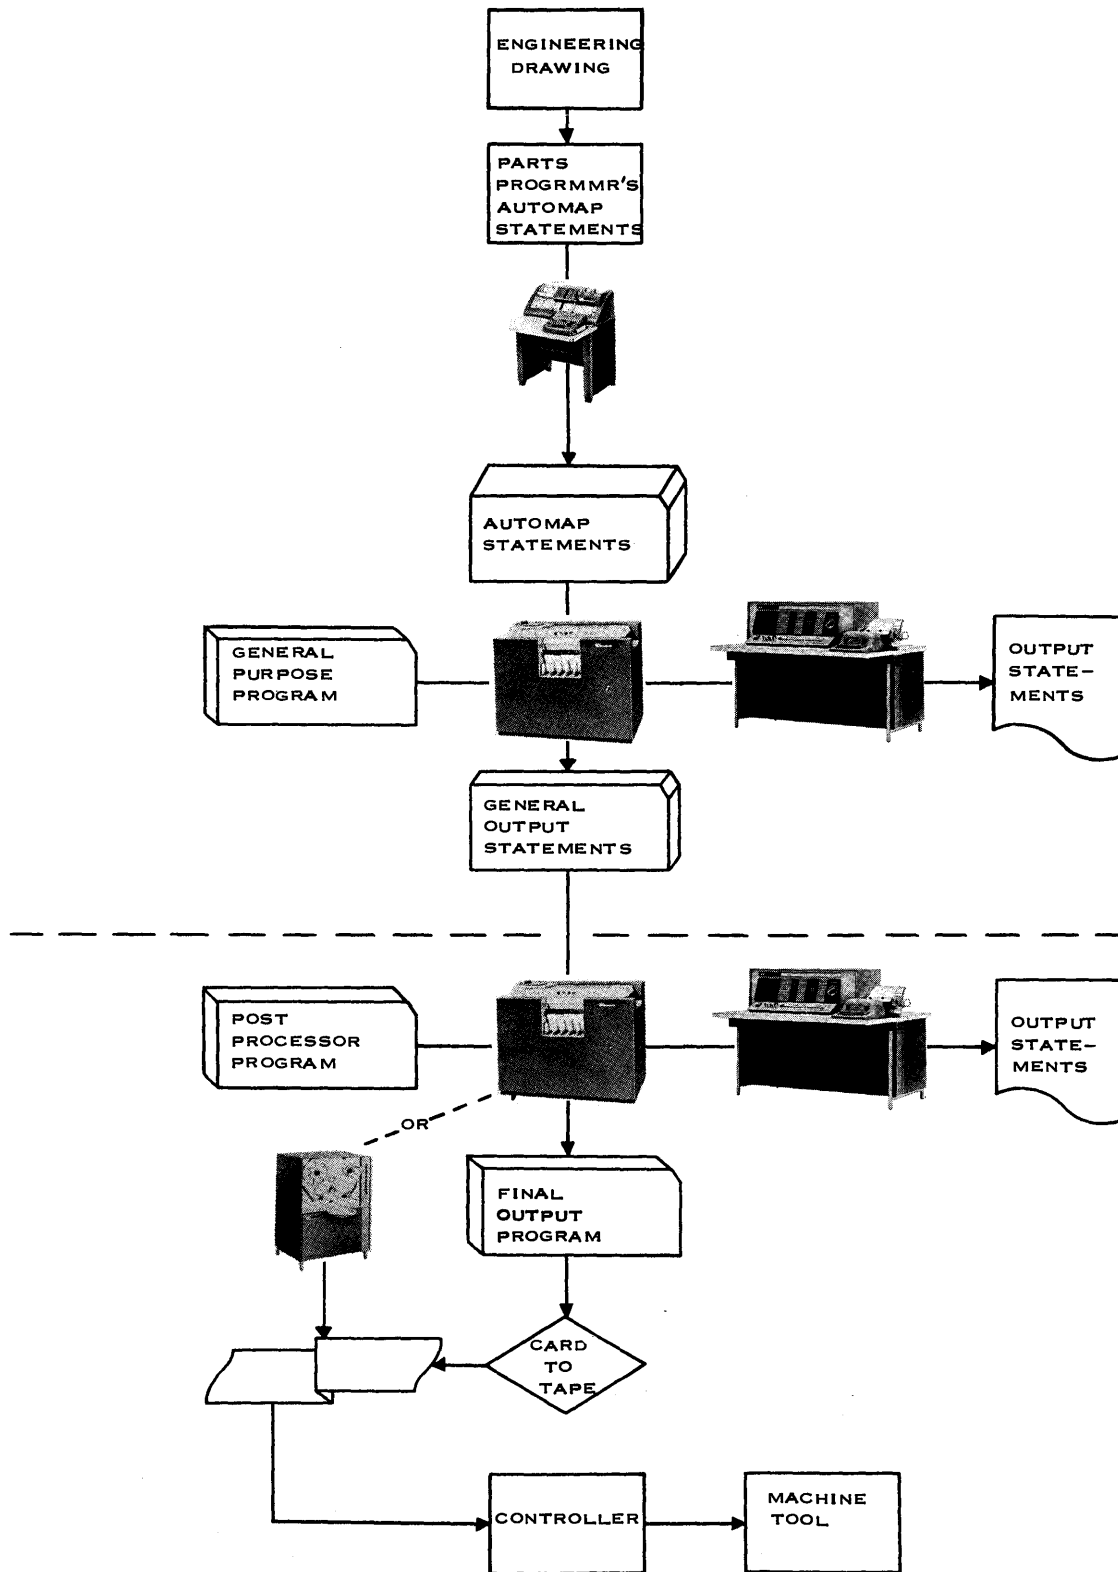 ENGINEERING
DRAWING
PARTS
PROGRMMR'S
AUTOMAP
STATEMENTS
AUTOMAP
STATEMENTS
GENERAL
PURPOSE
PROGRAM
OUTPUT
STATE-
MENTS
GENERAL
OUTPUT
STATEMENTS
POST
PROCESSOR
PROGRAM
OUTPUT
STATE-
MENTS
OR
FINAL
OUTPUT
PROGRAM
CARD
TO
TAPE
CONTROLLER
MACHINE
TOOL